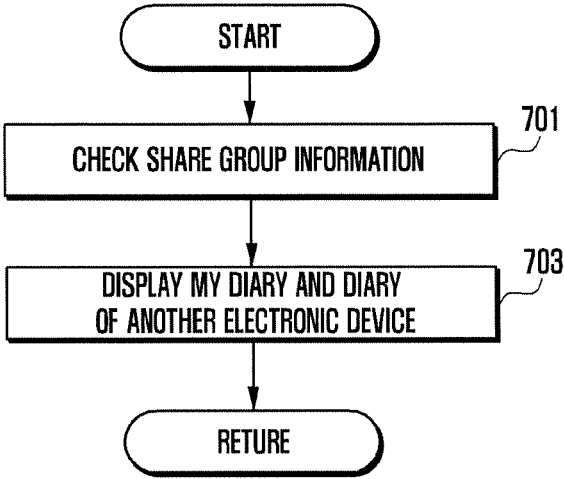 START
CHECK SHARE GROUP INFORMATION
701
DISPLAY MY DIARY AND DIARY
OF ANOTHER ELECTRONIC DEVICE
703
RETURE